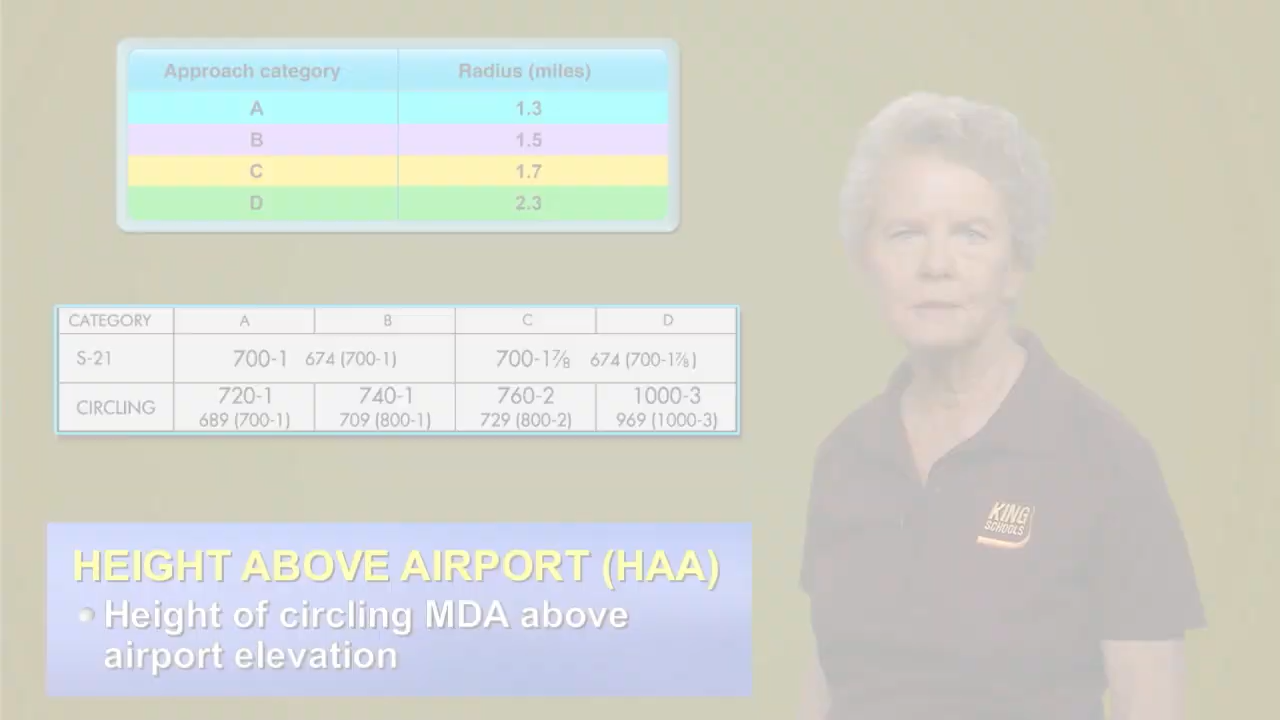 Approach category Radius (miles)
A 1.3
B 1.5
C 1.7
D 2.3
CATEGORY A B C D
S-21 700-1 674 (700-1) 700-1⅞ 674 (700-1⅞)
CIRCLING 720-1 740-1 760-2 1000-3
689 (700-1) 709 (800-1) 729 (800-2) 969 (1000-3)
KING
SCHOOLS
HEIGHT ABOVE AIRPORT (HAA)
• Height of circling MDA above
airport elevation